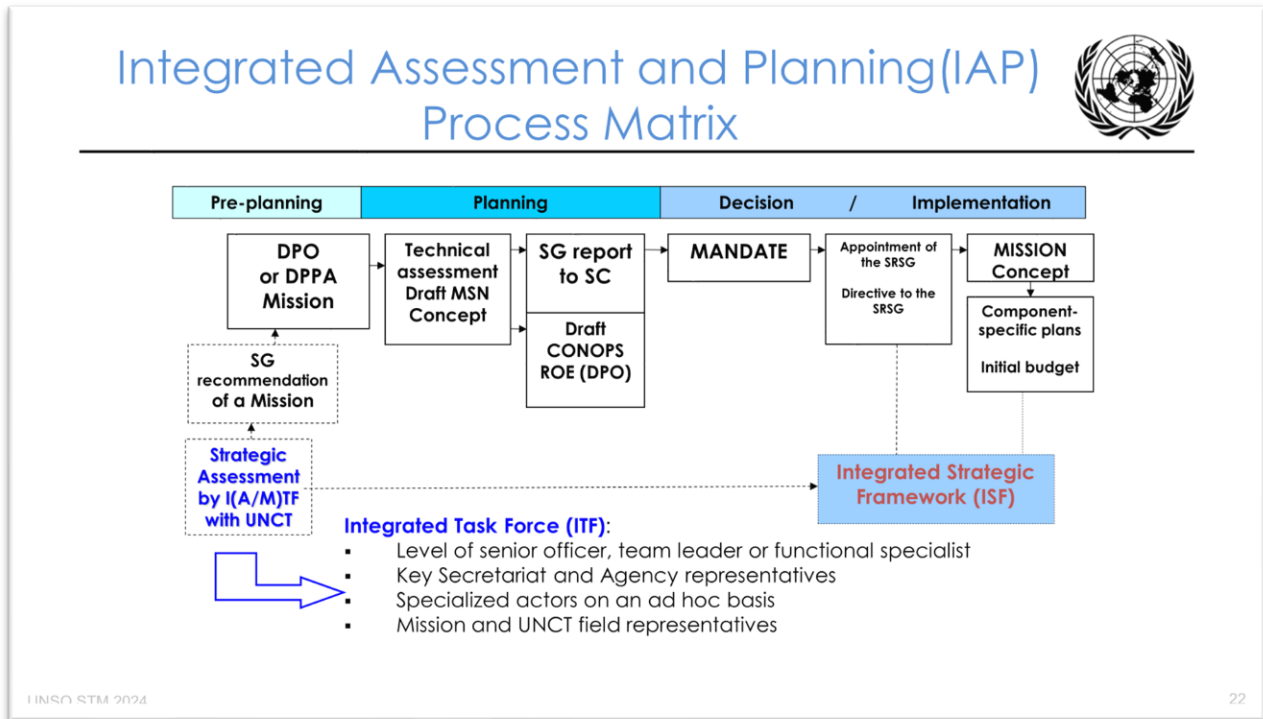 Integrated Assessment and Planning(IAP)
Process Matrix
Pre-planning
Planning
Decision / Implementation
DPO
or DPPA
Mission
Technical
assessment
Draft MSN
Concept
SG report
to SC
Draft
CONOPS
ROE (DPO)
MANDATE
Appointment of
the SRSG
Directive to the
SRSG
MISSION
Concept
Component-
specific plans
Initial budget
SG
recommendation
of a Mission
Strategic
Assessment
by I(A/M)TF
with UNCT
Integrated Strategic
Framework (ISF)
Integrated Task Force (ITF):
▪ Level of senior officer, team leader or functional specialist
▪ Key Secretariat and Agency representatives
▪ Specialized actors on an ad hoc basis
▪ Mission and UNCT field representatives
UNSO STM 2024
22